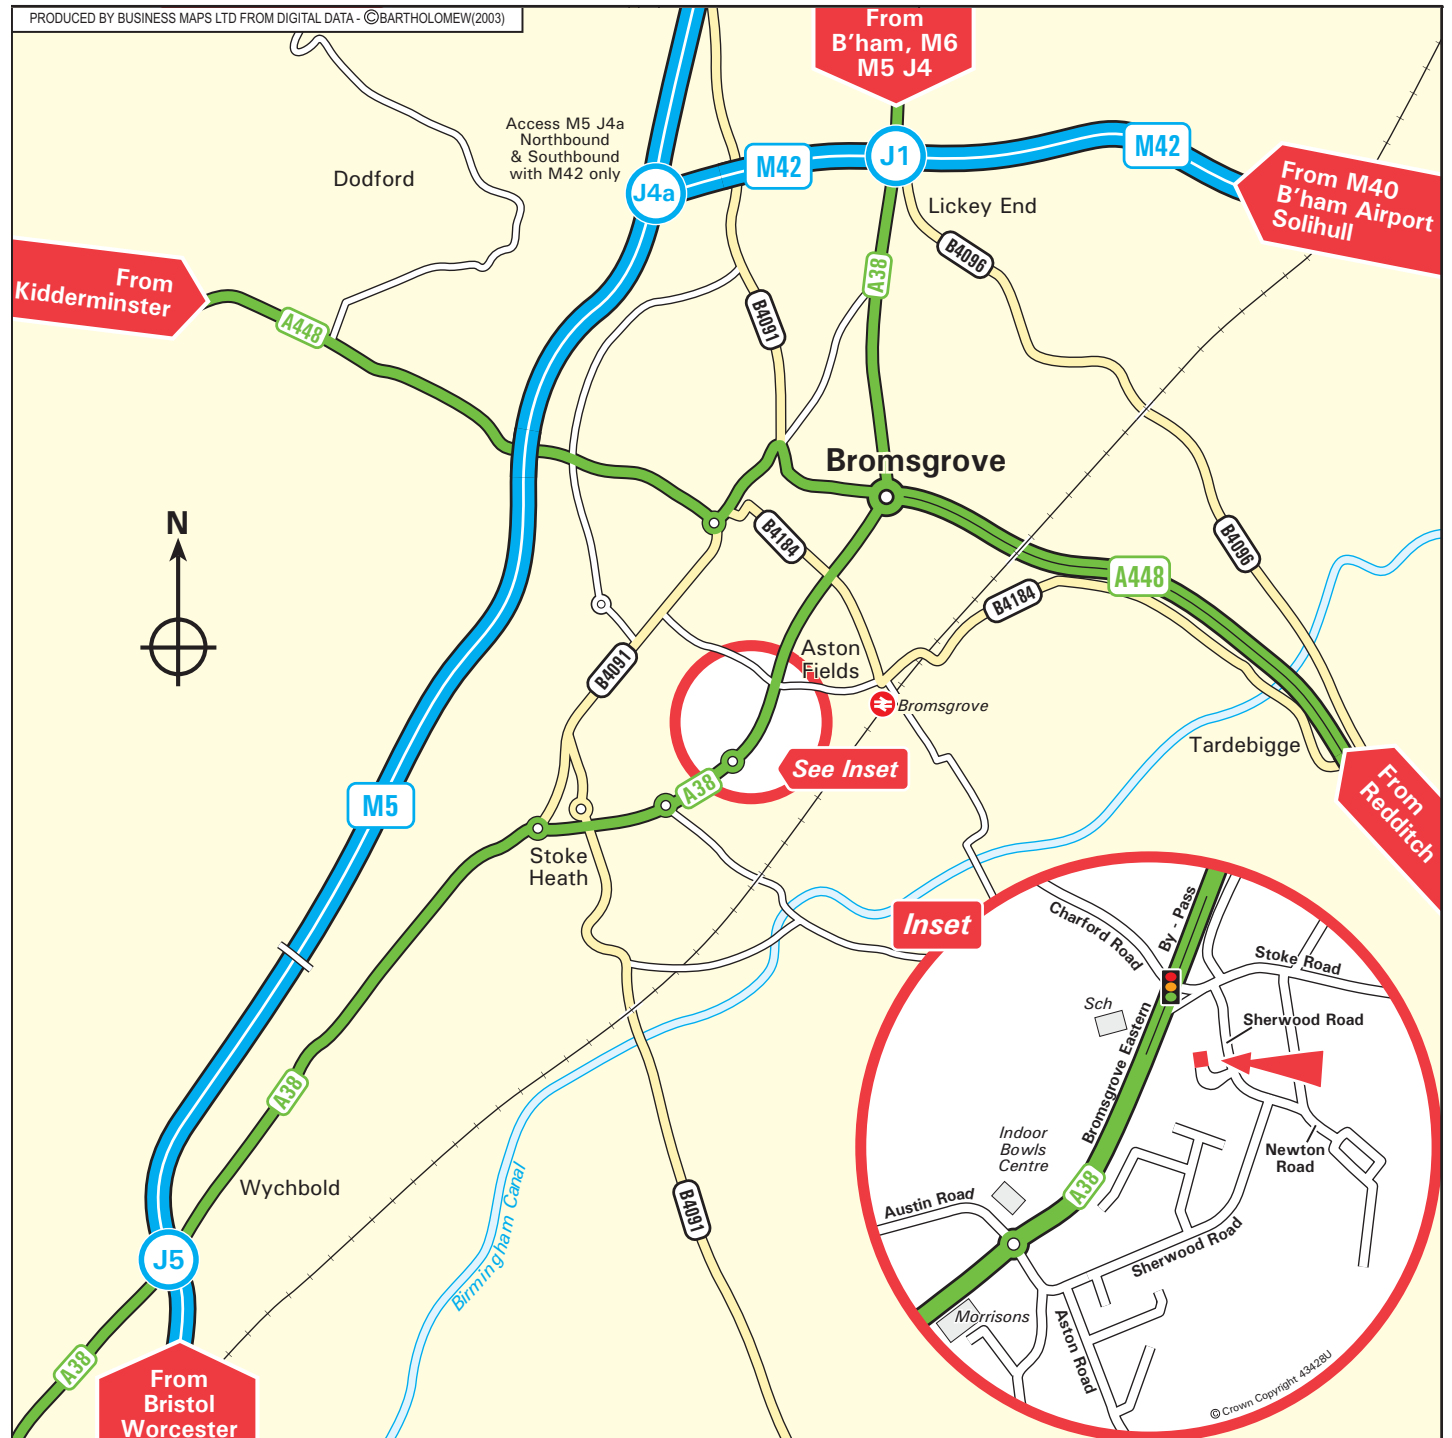 PRODUCED BY BUSINESS MAPS LTD FROM DIGITAL DATA - ©BARTHOLOMEW(2003)
From
B'ham, M6
M5 J4
Access M5 J4a
Northbound
& Southbound
with M42 only
Dodford
J4a
M42
J1
M42
From M40
B'ham Airport
Solihull
Lickey End
B4096
A38
From
Kidderminster
A448
B4091
Bromsgrove
N
B4184
B4096
A448
B4184
Aston
Fields
B4091
Bromsgrove
Tardebigge
See Inset
A38
M5
From
Redditch
Stoke
Heath
Inset
Charford Road
By - Pass
Stoke Road
Sch
Sherwood Road
Bromsgrove Eastern
A38
Indoor
Bowls
Centre
Newton
Road
Wychbold
A38
Austin Road
B4091
Birmingham Canal
Sherwood Road
J5
Morrisons
Aston Road
A38
© Crown Copyright 43428U
From
Bristol
Worcester